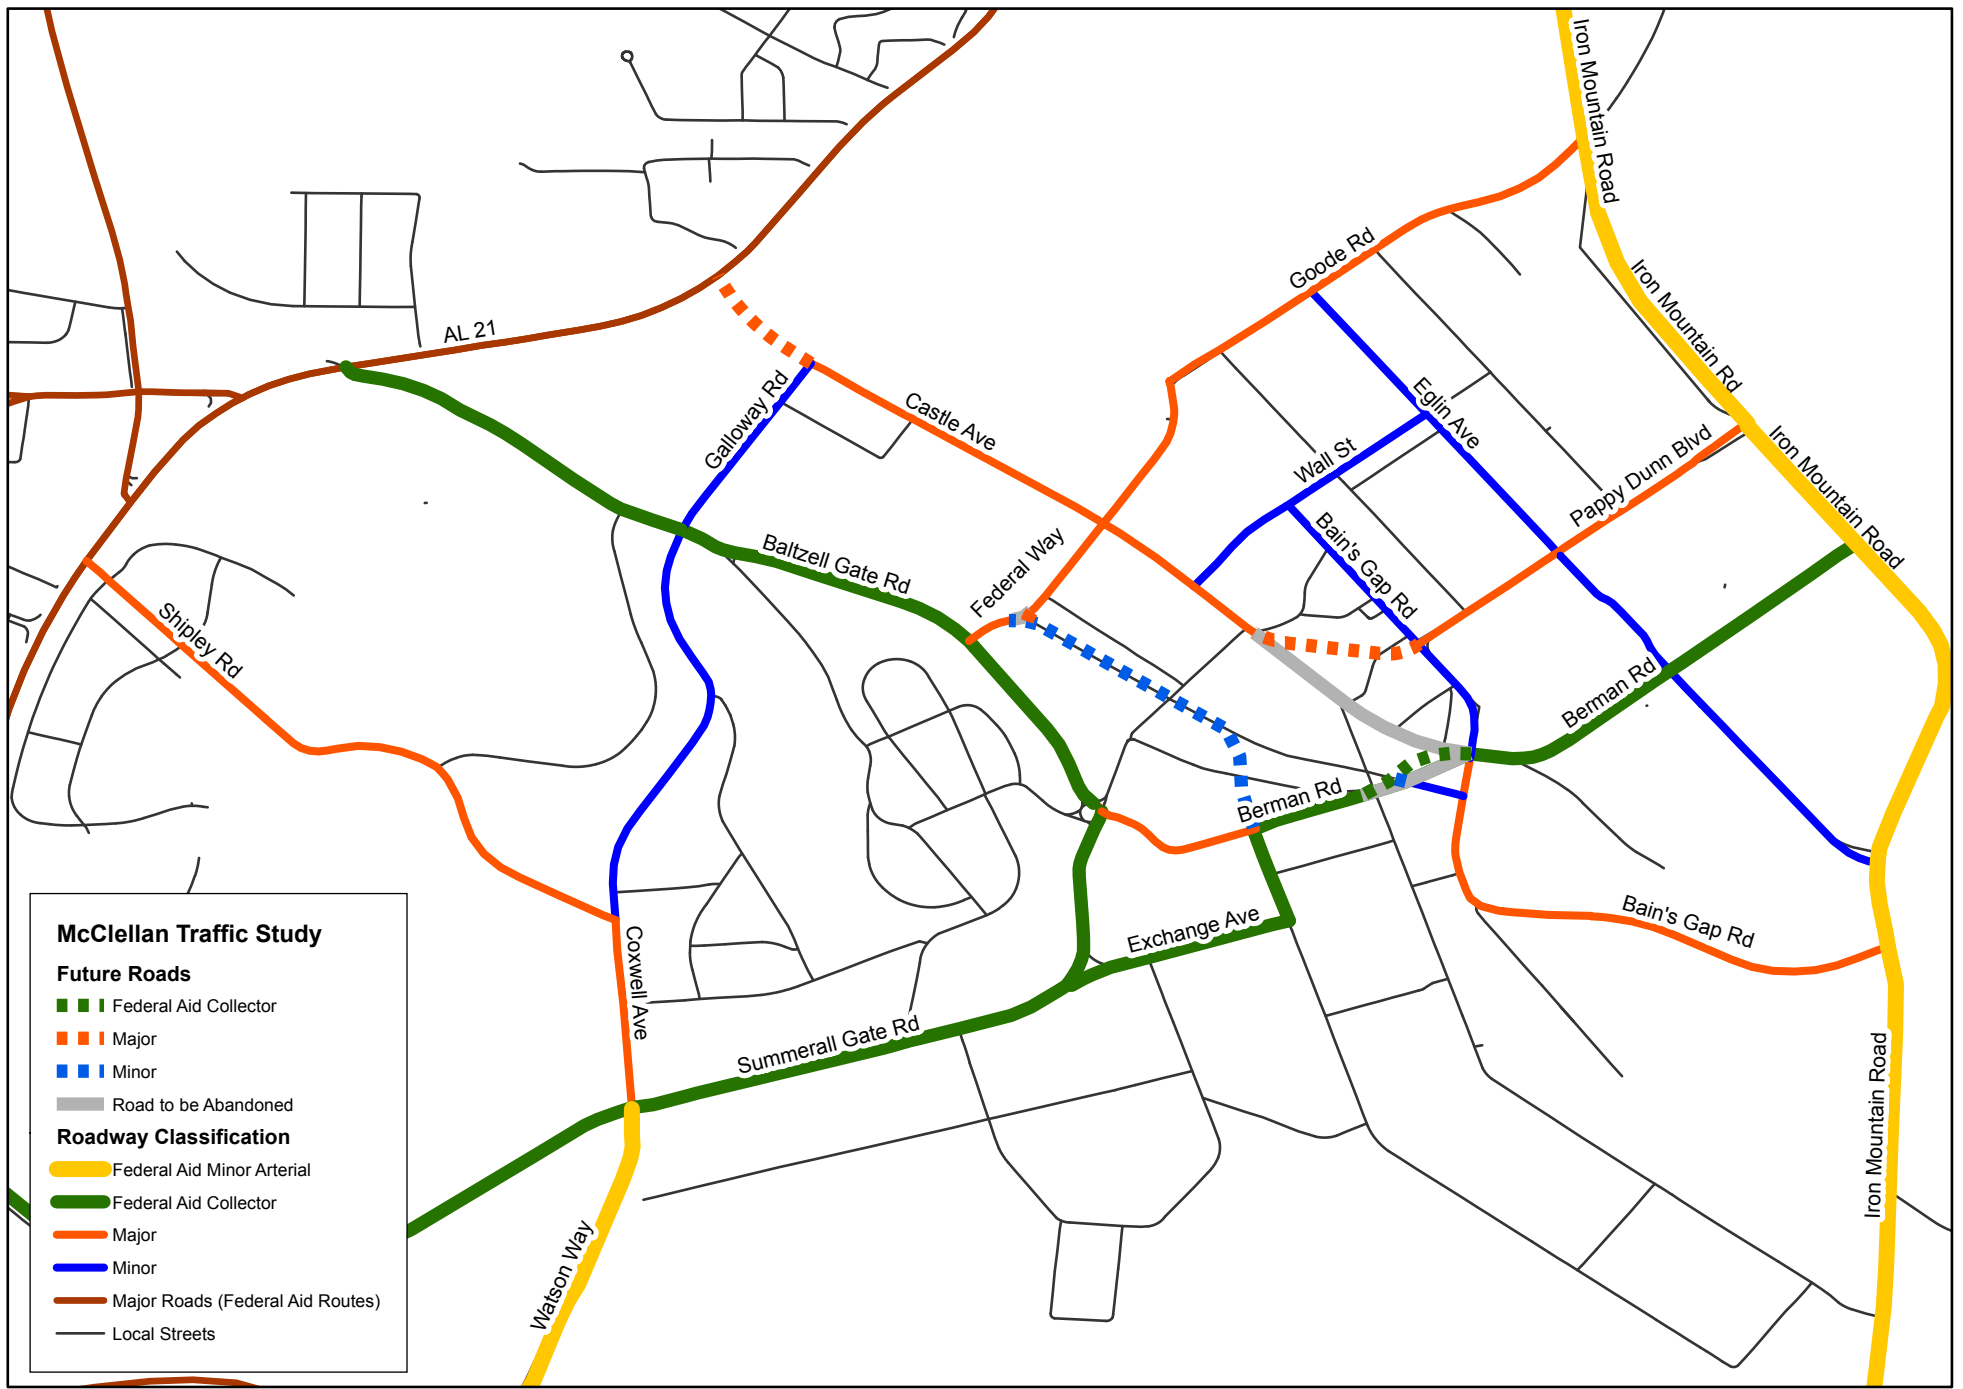 Iron Mountain Road
Goode Rd
Iron Mountain Rd
AL 21
Galloway Rd
Castle Ave
Eglin Ave
Wall St
Pappy Dunn Blvd
Iron Mountain Road
Baltzell Gate Rd
Federal Way
Bain's Gap Rd
Shipley Rd
Berman Rd
Berman Rd
Exchange Ave
Bain's Gap Rd
Coxwell Ave
Summerall Gate Rd
Iron Mountain Road
Watson Way
McClellan Traffic Study
Future Roads
Federal Aid Collector
Major
Minor
Road to be Abandoned
Roadway Classification
Federal Aid Minor Arterial
Federal Aid Collector
Major
Minor
Major Roads (Federal Aid Routes)
Local Streets